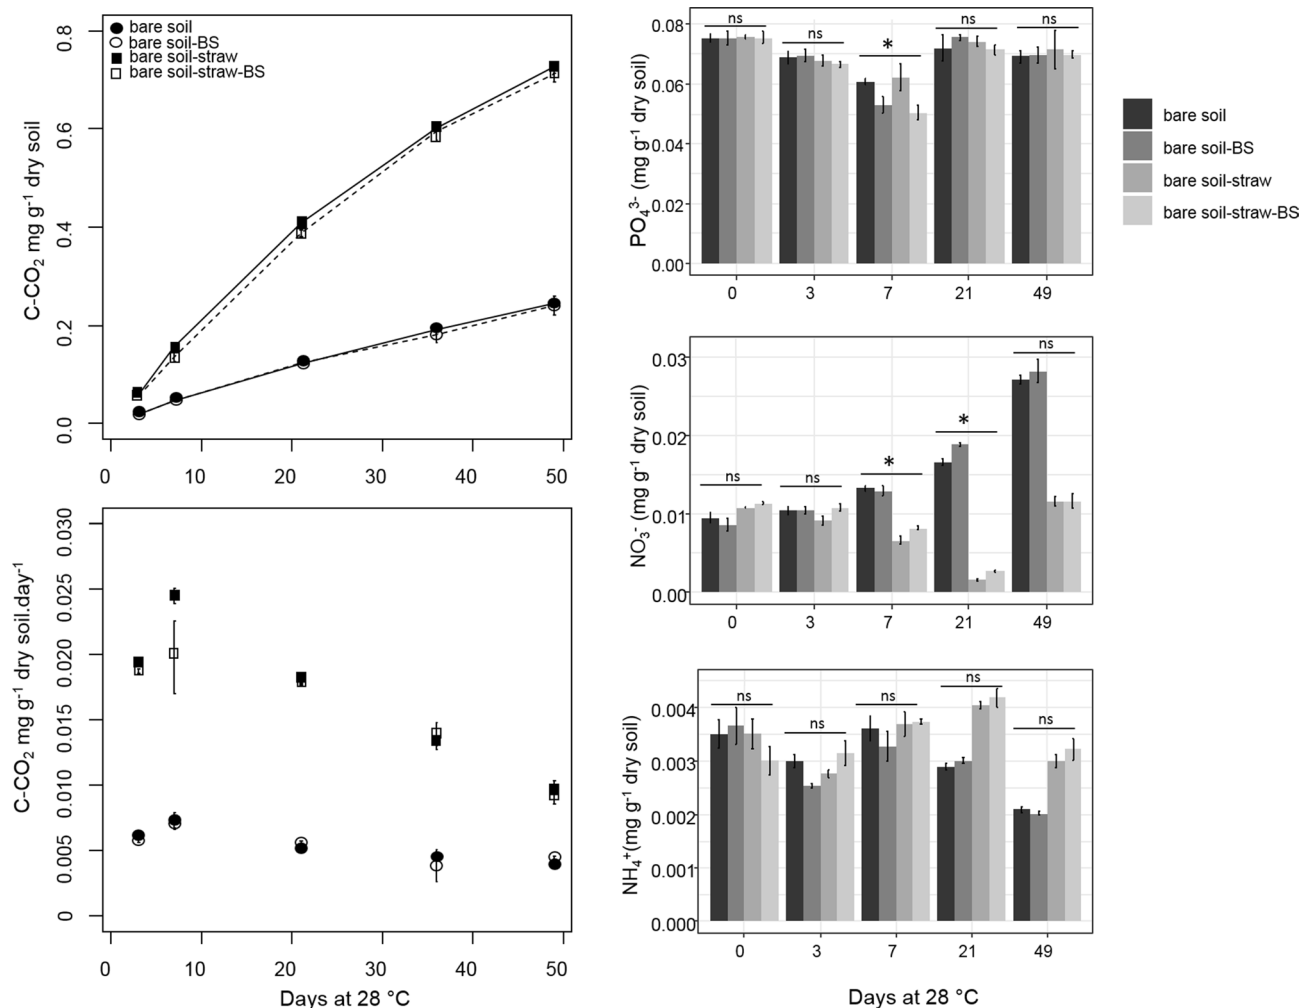 bare soil
bare soil-BS
bare soil-straw
bare soil-straw-BS
C-CO₂ mg g⁻¹ dry soil
0.8
0.6
0.4
0.2
0.0
0 10 20 30 40 50
C-CO₂ mg g⁻¹ dry soil.day⁻¹
0.030
0.025
0.020
0.015
0.010
0.005
0
0 10 20 30 40 50
Days at 28 °C
PO₄³⁻ (mg g⁻¹ dry soil)
0.08
0.06
0.04
0.02
0.00
ns ns * ns ns
0 3 7 21 49
bare soil
bare soil-BS
bare soil-straw
bare soil-straw-BS
NO₃⁻ (mg g⁻¹ dry soil)
0.03
0.02
0.01
0.00
ns ns * * ns
0 3 7 21 49
NH₄⁺(mg g⁻¹ dry soil)
0.004
0.003
0.002
0.001
0.000
ns ns ns ns ns
0 3 7 21 49
Days at 28 °C